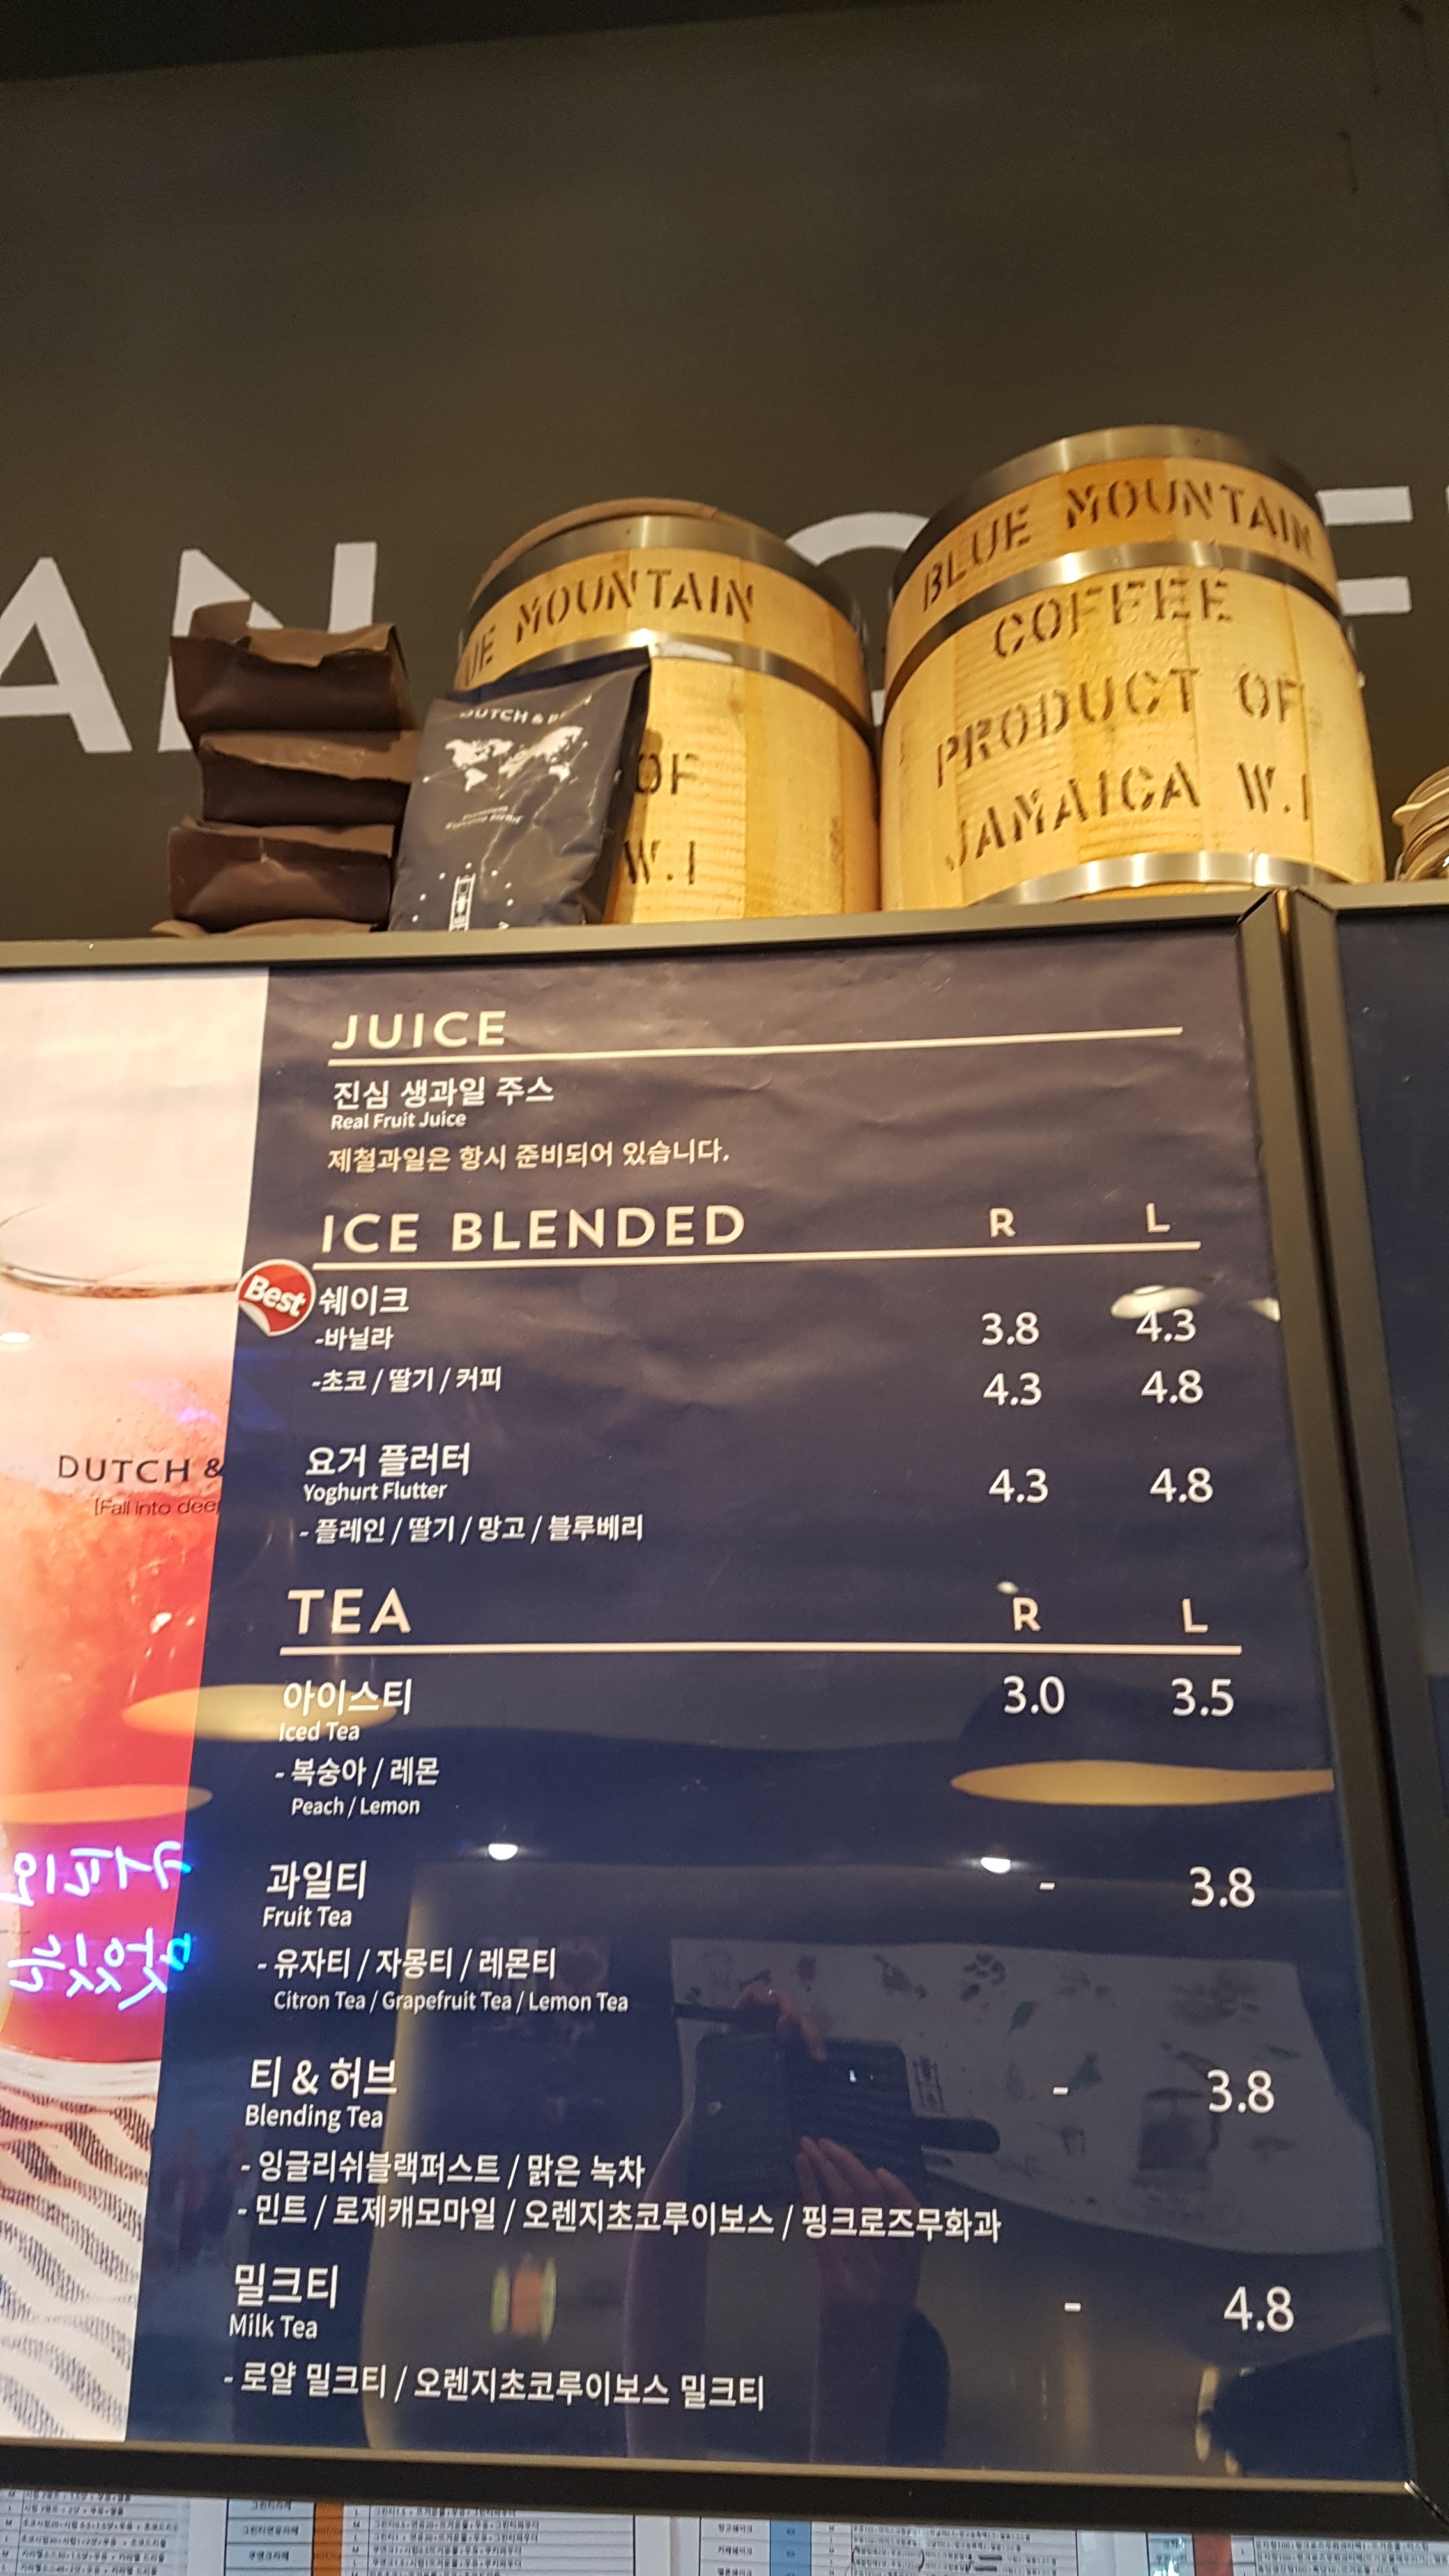 AN
BLUE MOUNTAIN
COFFEE
PRODUCT OF
JAMAICA W.I
MOUNTAIN
OF
W.I
DUTCH &
JUICE
진심 생과일 주스
Real Fruit Juice
제철과일은 항시 준비되어 있습니다.
ICE BLENDED R L
Best
쉐이크
-바닐라 3.8 4.3
-초코 / 딸기 / 커피 4.3 4.8
요거 플러터
Yoghurt Flutter 4.3 4.8
- 플레인 / 딸기 / 망고 / 블루베리
DUTCH &
[Fall into deep
TEA R L
아이스티 3.0 3.5
Iced Tea
- 복숭아 / 레몬
Peach / Lemon
과일티 - 3.8
Fruit Tea
- 유자티 / 자몽티 / 레몬티
Citron Tea / Grapefruit Tea / Lemon Tea
티 & 허브 - 3.8
Blending Tea
- 잉글리쉬블랙퍼스트 / 맑은 녹차
- 민트 / 로제캐모마일 / 오렌지초코루이보스 / 핑크로즈무화과
밀크티 - 4.8
Milk Tea
- 로얄 밀크티 / 오렌지초코루이보스 밀크티